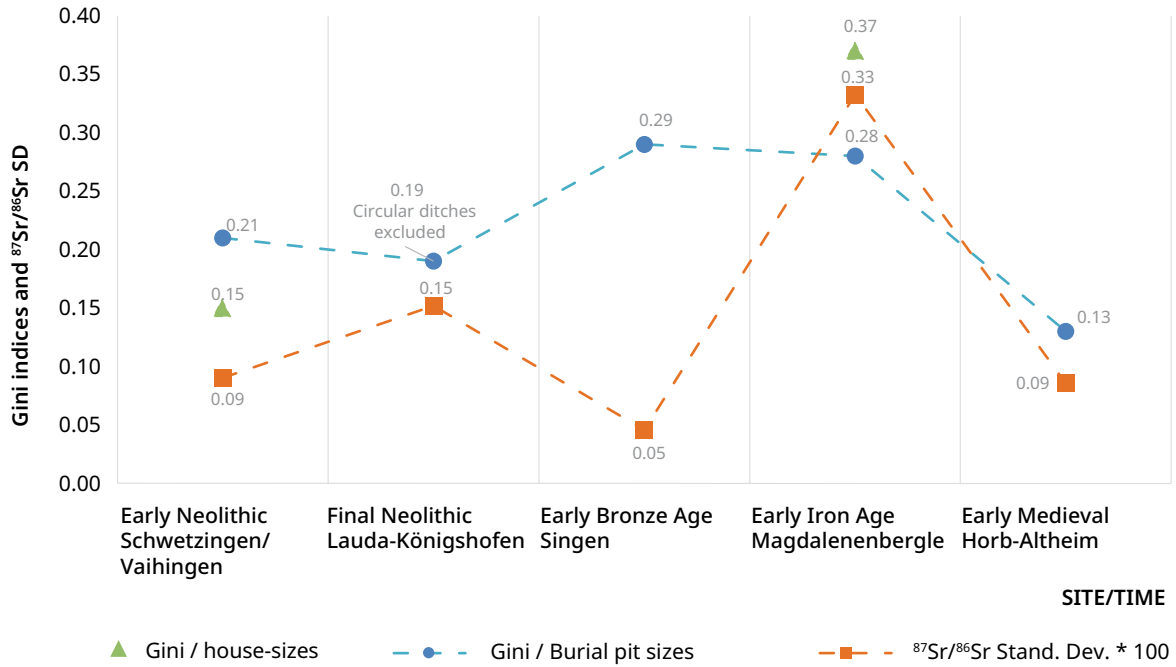 Gini indices and ⁸⁷Sr/⁸⁶Sr SD
0.40
0.35
0.30
0.25
0.20
0.15
0.10
0.05
0.00
0.21
0.15
0.09
0.19
Circular ditches
excluded
0.15
0.29
0.05
0.37
0.33
0.28
0.13
0.09
Early Neolithic
Schwetzingen/
Vaihingen
Final Neolithic
Lauda-Königshofen
Early Bronze Age
Singen
Early Iron Age
Magdalenenbergle
Early Medieval
Horb-Altheim
SITE/TIME
Gini / house-sizes
Gini / Burial pit sizes
⁸⁷Sr/⁸⁶Sr Stand. Dev. * 100